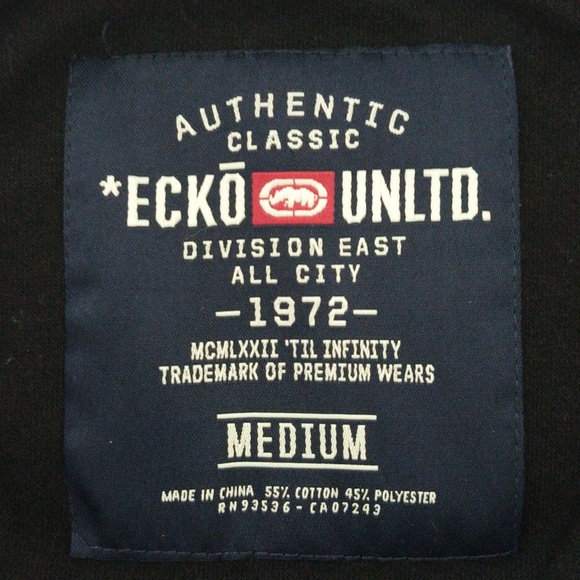 AUTHENTIC
CLASSIC
*ECKŌ UNLTD.
DIVISION EAST
ALL CITY
-1972-
MCMLXXII 'TIL INFINITY
TRADEMARK OF PREMIUM WEARS
MEDIUM
MADE IN CHINA 55% COTTON 45% POLYESTER
RN93536 - CA07243